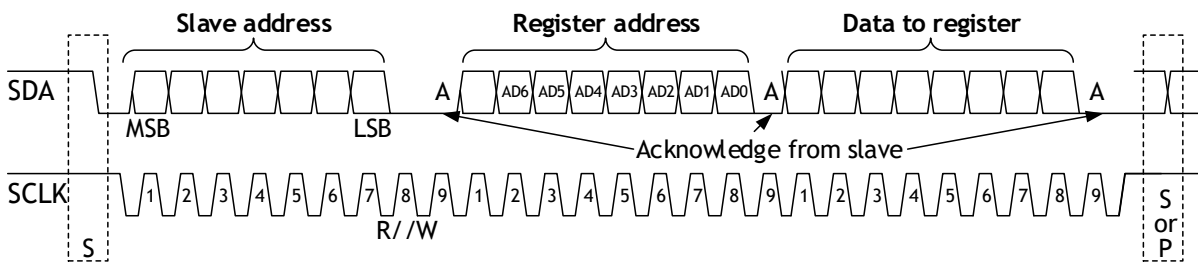 Slave address Register address Data to register
SDA A AD6 AD5 AD4 AD3 AD2 AD1 AD0 A A
MSB LSB
Acknowledge from slave
SCLK 1 2 3 4 5 6 7 8 9 1 2 3 4 5 6 7 8 9 1 2 3 4 5 6 7 8 9
R//W
S
S
or
P